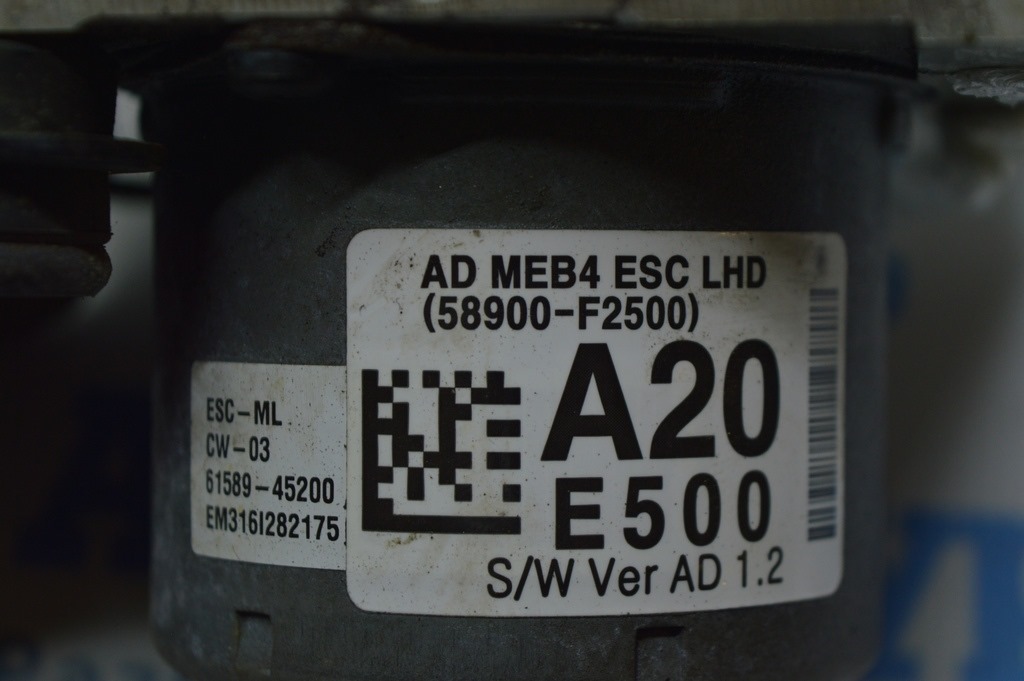 AD MEB4 ESC LHD
(58900-F2500)
A20
E500
S/W Ver AD 1.2
ESC-ML
CW-03
61589-45200
EM316I282175